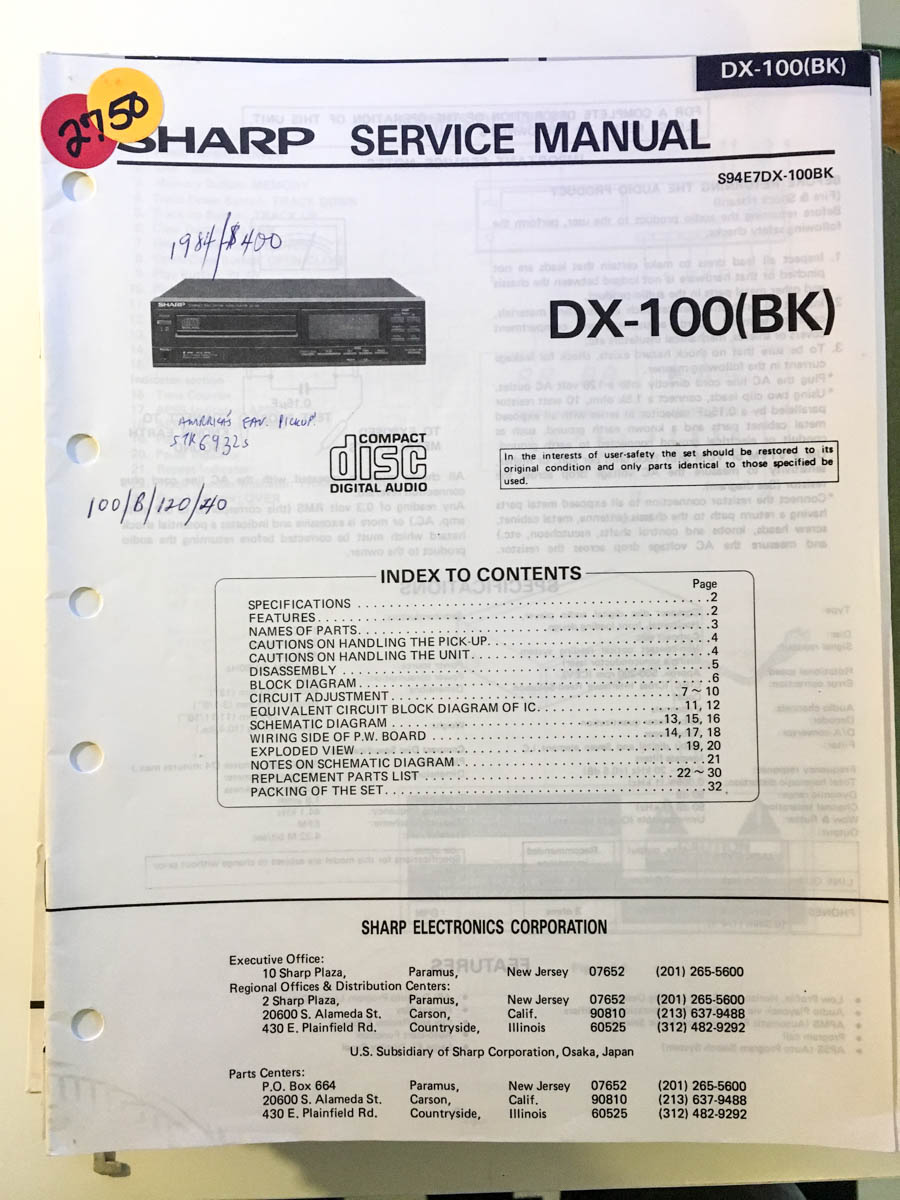 DX-100(BK)
2750
SHARP SERVICE MANUAL
S94E7DX-100BK
1984/$400
SHARP
DX-100(BK)
AMERICA'S FAV. PICKUP.
COMPACT
disc
DIGITAL AUDIO
In the interests of user-safety the set should be restored to its
original condition and only parts identical to those specified be
used.
100/B/120/40
INDEX TO CONTENTS
Page
SPECIFICATIONS . . . . . . . . . . . . . . . . . . . . . . . . . . . . . . . . .2
FEATURES. . . . . . . . . . . . . . . . . . . . . . . . . . . . . . . . . . . . .2
NAMES OF PARTS. . . . . . . . . . . . . . . . . . . . . . . . . . . . . . . .3
CAUTIONS ON HANDLING THE PICK-UP. . . . . . . . . . . . . . . . .4
CAUTIONS ON HANDLING THE UNIT. . . . . . . . . . . . . . . . . . .4
DISASSEMBLY . . . . . . . . . . . . . . . . . . . . . . . . . . . . . . . . . .5
BLOCK DIAGRAM. . . . . . . . . . . . . . . . . . . . . . . . . . . . . . . .6
CIRCUIT ADJUSTMENT . . . . . . . . . . . . . . . . . . . . . . . . 7 ~ 10
EQUIVALENT CIRCUIT BLOCK DIAGRAM OF IC. . . . . . . . . 11, 12
SCHEMATIC DIAGRAM . . . . . . . . . . . . . . . . . . . . . . .13, 15, 16
WIRING SIDE OF P.W. BOARD . . . . . . . . . . . . . . . . . .14, 17, 18
EXPLODED VIEW. . . . . . . . . . . . . . . . . . . . . . . . . . . . . 19, 20
NOTES ON SCHEMATIC DIAGRAM. . . . . . . . . . . . . . . . . . . . .21
REPLACEMENT PARTS LIST . . . . . . . . . . . . . . . . . . . . 22 ~ 30
PACKING OF THE SET. . . . . . . . . . . . . . . . . . . . . . . . . . . .32
SHARP ELECTRONICS CORPORATION
Executive Office:
10 Sharp Plaza, Paramus, New Jersey 07652 (201) 265-5600
Regional Offices & Distribution Centers:
2 Sharp Plaza, Paramus, New Jersey 07652 (201) 265-5600
20600 S. Alameda St. Carson, Calif. 90810 (213) 637-9488
430 E. Plainfield Rd. Countryside, Illinois 60525 (312) 482-9292
U.S. Subsidiary of Sharp Corporation, Osaka, Japan
Parts Centers:
P.O. Box 664 Paramus, New Jersey 07652 (201) 265-5600
20600 S. Alameda St. Carson, Calif. 90810 (213) 637-9488
430 E. Plainfield Rd. Countryside, Illinois 60525 (312) 482-9292